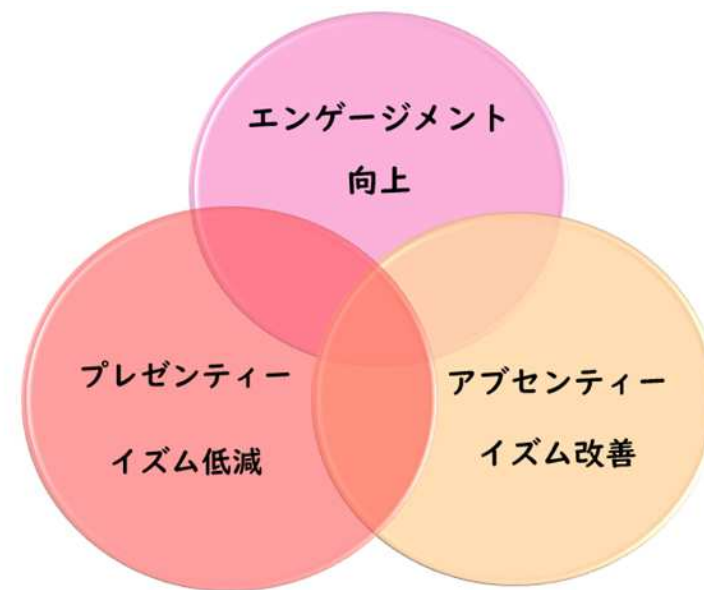 エンゲージメント
向上
プレゼンティー
イズム低減
アブセンティー
イズム改善